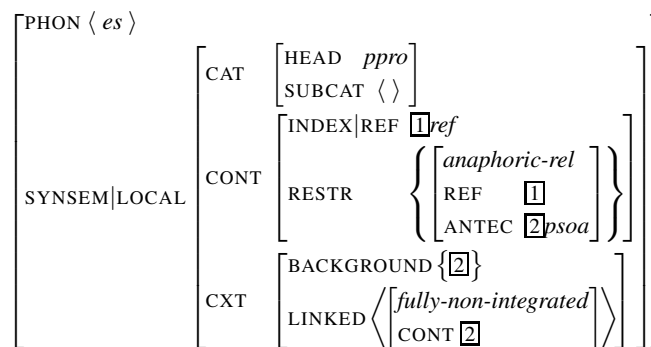 PHON ⟨ es ⟩
CAT HEAD ppro
SUBCAT ⟨ ⟩
INDEX|REF 1 ref
SYNSEM|LOCAL CONT RESTR { anaphoric-rel
REF 1
ANTEC 2 psoa }
CXT BACKGROUND { 2 }
LINKED ⟨ fully-non-integrated
CONT 2 ⟩